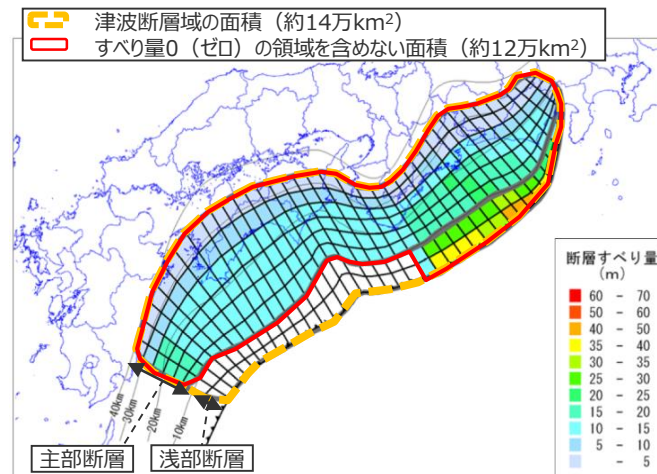 津波断層域の面積（約14万km²）
すべり量0（ゼロ）の領域を含めない面積（約12万km²）
断層すべり量
（m）
60 - 70
50 - 60
40 - 50
35 - 40
30 - 35
25 - 30
20 - 25
15 - 20
10 - 15
5 - 10
- 5
40km
30km
20km
10km
主部断層
浅部断層